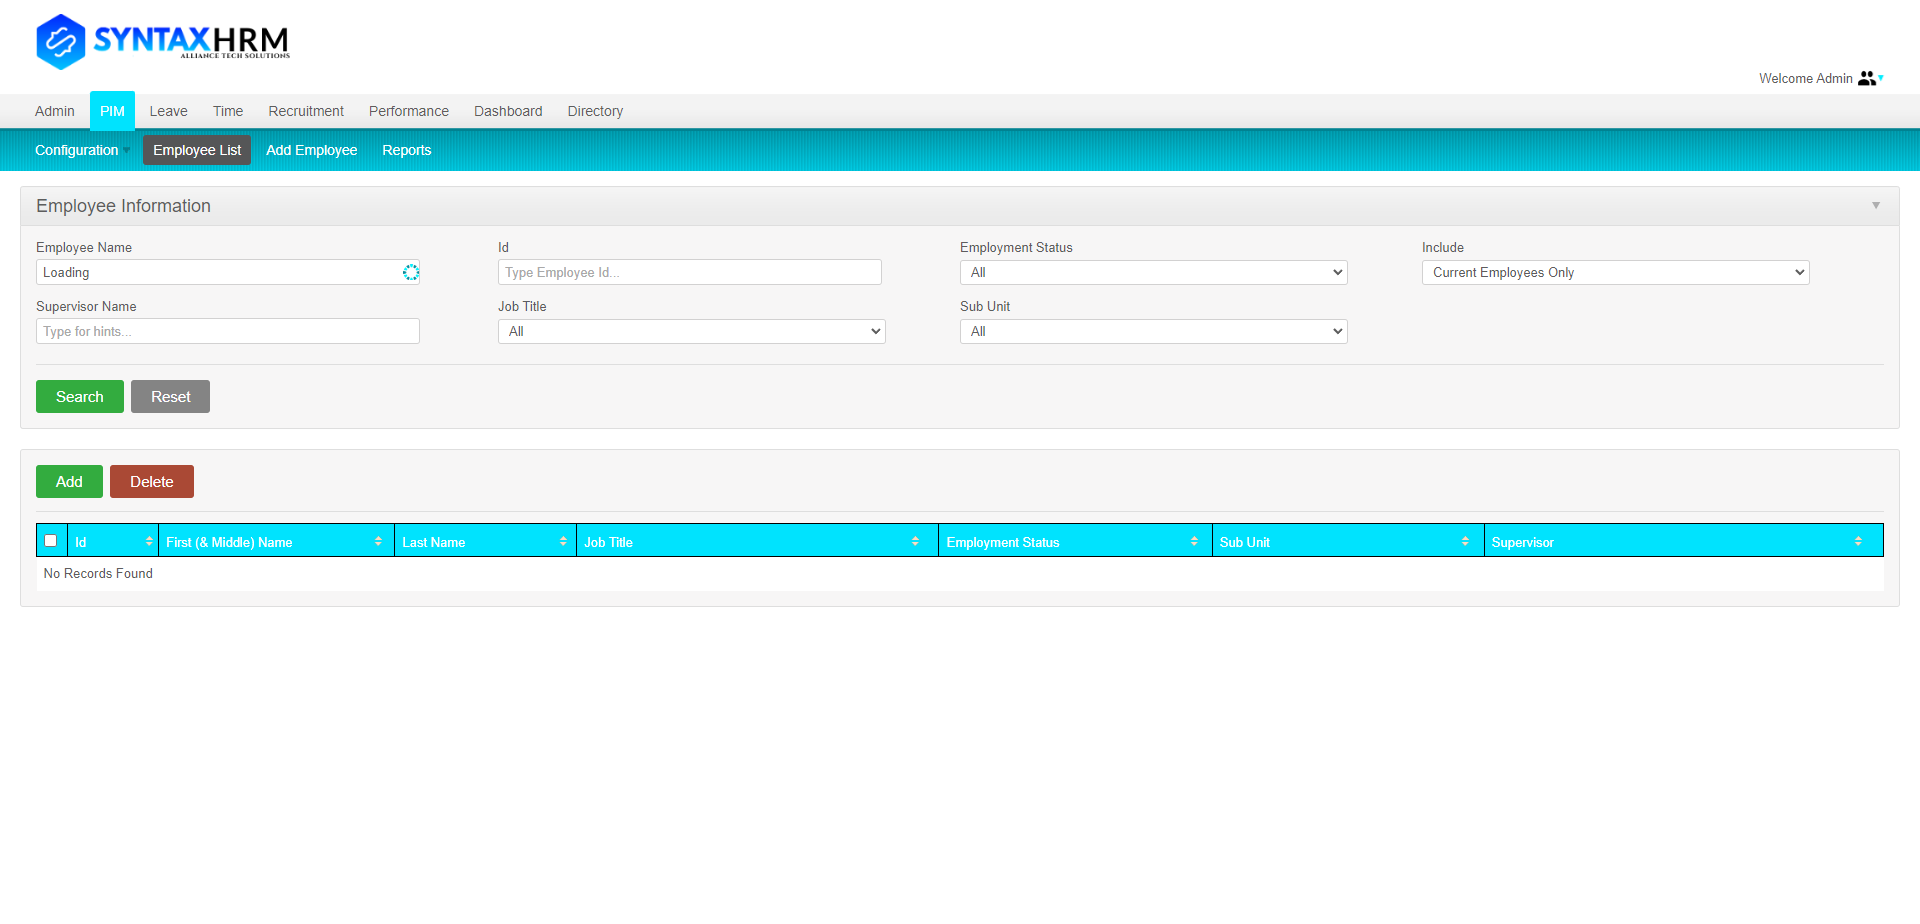 SYNTAXHRM
ALLIANCE TECH SOLUTIONS
Welcome Admin
Admin PIM Leave Time Recruitment Performance Dashboard Directory
Configuration Employee List Add Employee Reports
Employee Information
Employee Name Id Employment Status Include
Loading Type Employee Id... All Current Employees Only
Supervisor Name Job Title Sub Unit
Type for hints... All All
Search Reset
Add Delete
Id First (& Middle) Name Last Name Job Title Employment Status Sub Unit Supervisor
No Records Found